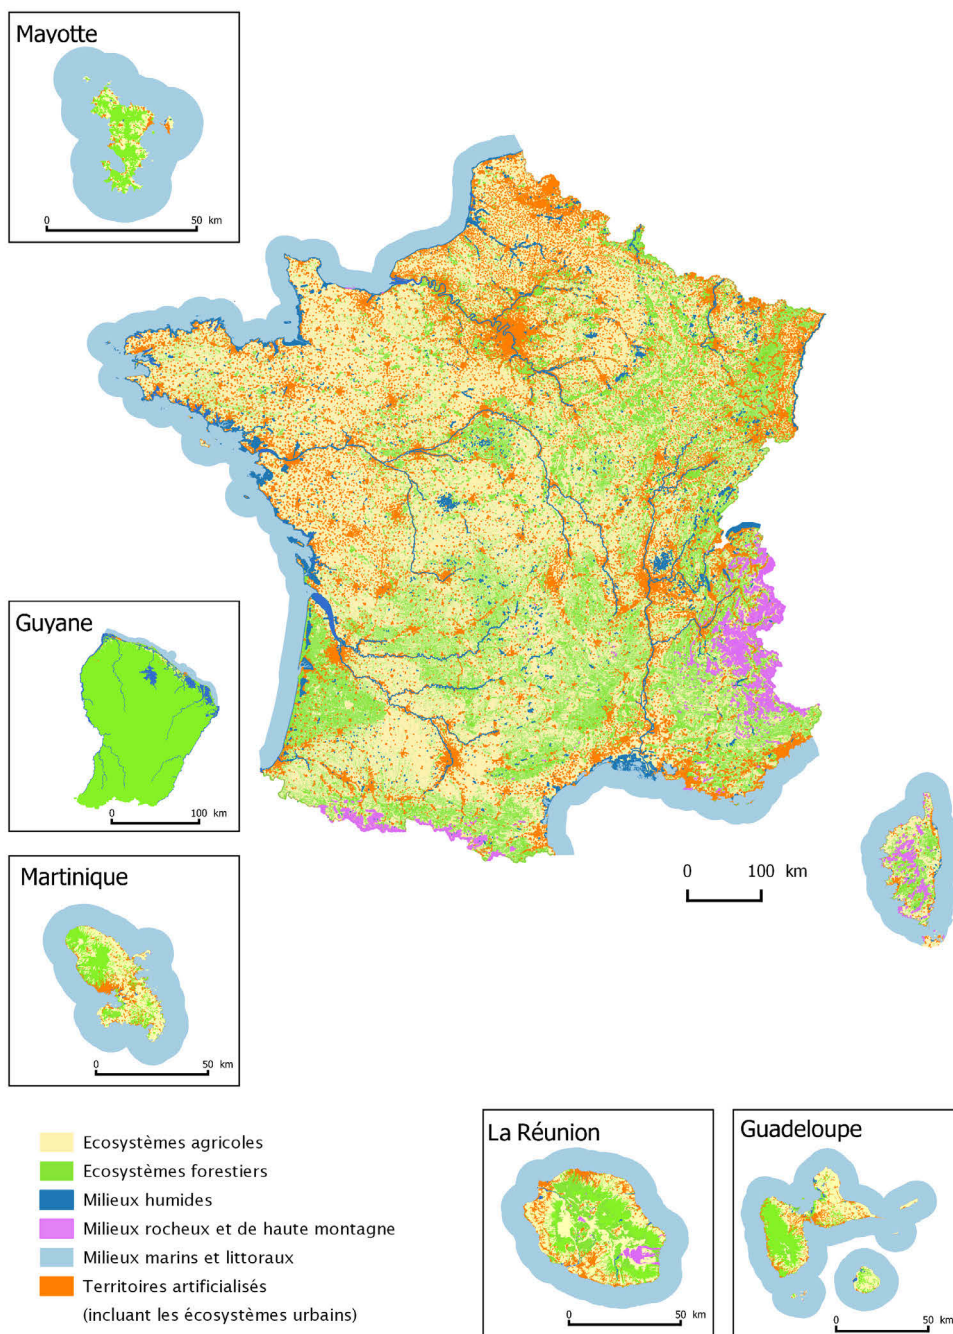 Mayotte
0 50 km
Guyane
0 100 km
Martinique
0 50 km
0 100 km
Ecosystèmes agricoles
Ecosystèmes forestiers
Milieux humides
Milieux rocheux et de haute montagne
Milieux marins et littoraux
Territoires artificialisés
(incluant les écosystèmes urbains)
La Réunion
0 50 km
Guadeloupe
0 50 km